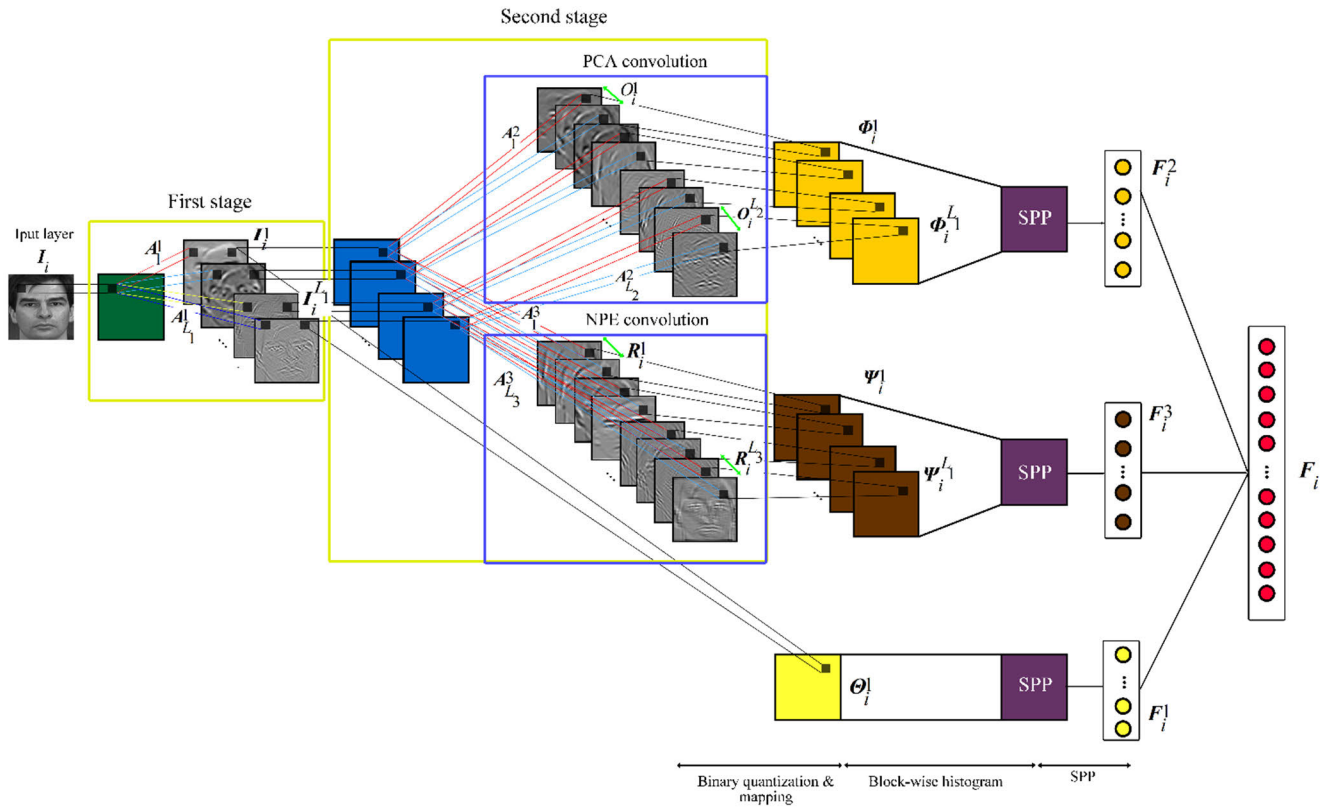 Second stage
PCA convolution
O_i^1
A_1^2
Φ_i^1
F_i^2
First stage
SPP
Iput layer
I_i
A_1^1
I_i^1
O_i^{L_2}
Φ_i^{L_1}
I_i^{L_1}
A_{L_2}^2
A_{L_1}^1
A_1^3
NPE convolution
R_i^1
A_{L_3}^3
Ψ_i^1
F_i^3
SPP
F_i
R_i^{L_3}
Ψ_i^{L_1}
Θ_i^1
SPP
F_i^1
Binary quantization &
mapping
Block-wise histogram
SPP